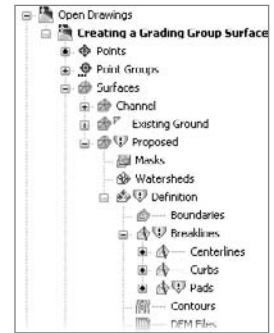 Open Drawings
Creating a Grading Group Surface
Points
Point Groups
Surfaces
Channel
Existing Ground
Proposed
Masks
Watersheds
Definition
Boundaries
Breaklines
Centerlines
Curbs
Pads
Contours
DEM Files